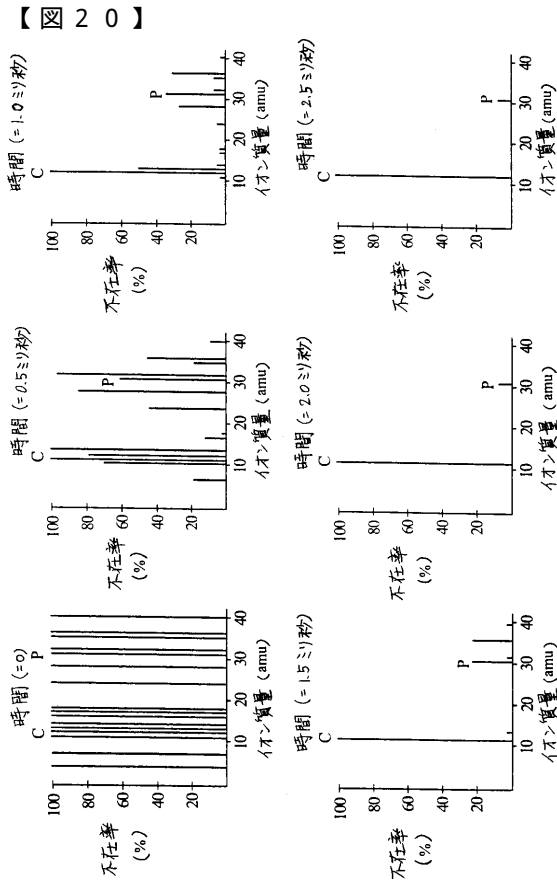 【図２０】
時間 (=0)
C P
不在率
(%)
100
80
60
40
20
10 20 30 40
イオン質量 (amu)
時間 (=0.5ミリ秒)
C P
不在率
(%)
100
80
60
40
20
10 20 30 40
イオン質量 (amu)
時間 (=1.0ミリ秒)
C P
不在率
(%)
100
80
60
40
20
10 20 30 40
イオン質量 (amu)
時間 (=1.5ミリ秒)
C P
不在率
(%)
100
80
60
40
20
10 20 30 40
イオン質量 (amu)
時間 (=2.0ミリ秒)
C P
不在率
(%)
100
80
60
40
20
10 20 30 40
イオン質量 (amu)
時間 (=2.5ミリ秒)
C P
不在率
(%)
100
80
60
40
20
10 20 30 40
イオン質量 (amu)